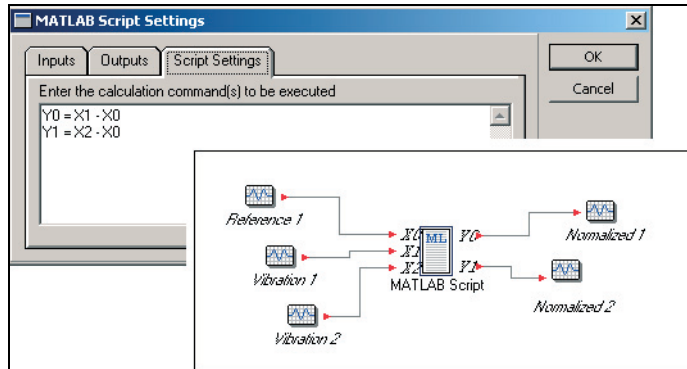 MATLAB Script Settings
Inputs Outputs Script Settings
OK
Cancel
Enter the calculation command(s) to be executed
Y0 = X1 - X0
Y1 = X2 - X0
Reference 1
Vibration 1
Vibration 2
X0
X1
X2
ML
Y0
Y1
MATLAB Script
Normalized 1
Normalized 2